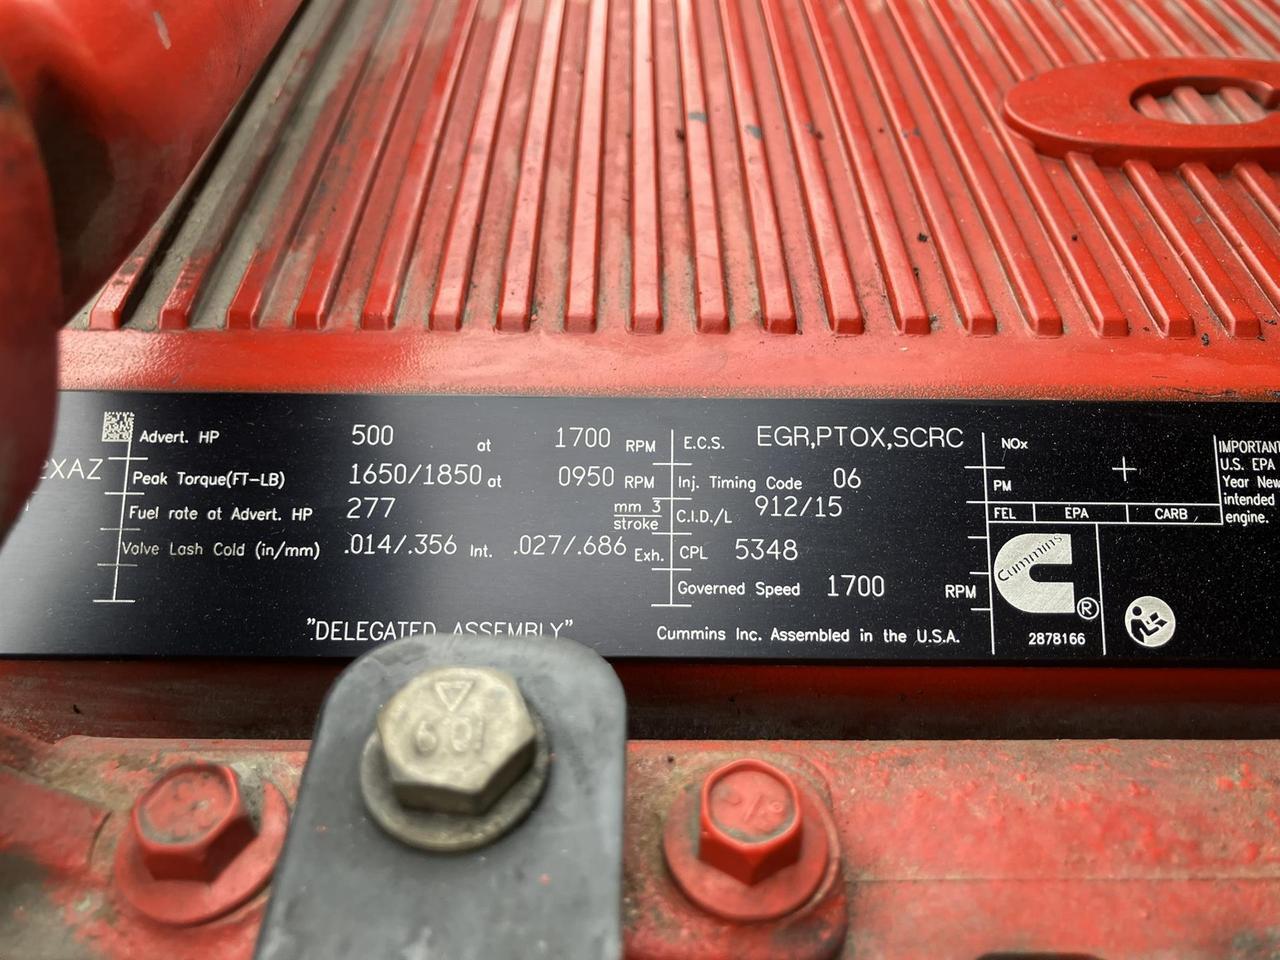 XAZ
Advert. HP 500 at 1700 RPM
Peak Torque(FT-LB) 1650/1850 at 0950 RPM
Fuel rate at Advert. HP 277 mm 3 stroke
Valve Lash Cold (in/mm) .014/.356 Int. .027/.686 Exh.
"DELEGATED ASSEMBLY"
E.C.S. EGR,PTOX,SCRC
Inj. Timing Code 06
C.I.D./L 912/15
CPL 5348
Governed Speed 1700 RPM
Cummins Inc. Assembled in the U.S.A.
NOx
PM
FEL EPA CARB
Cummins
®
2878166
IMPORTANT
U.S. EPA
Year New
intended
engine.
601